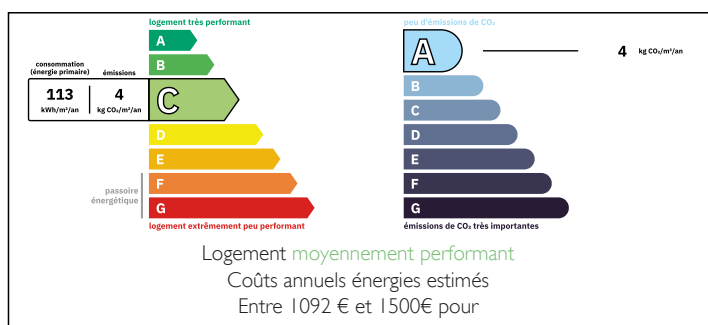 logement très performant
A
B
consommation
(énergie primaire)
émissions
113
kWh/m²/an
4
kg CO₂/m²/an
C
D
E
F
G
passoire
énergétique
logement extrêmement peu performant
peu d'émissions de CO₂
A
4 kg CO₂/m²/an
B
C
D
E
F
G
émissions de CO₂ très importantes
Logement moyennement performant
Coûts annuels énergies estimés
Entre 1092 € et 1500€ pour